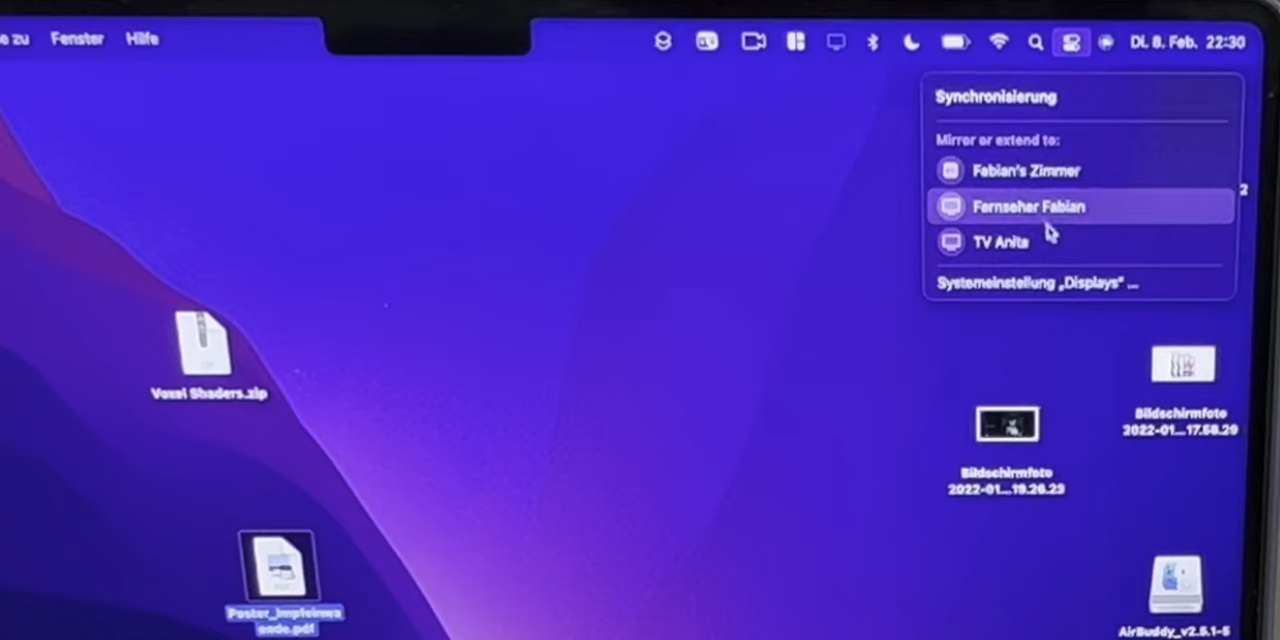 zu Fenster Hilfe
Di. 8. Feb. 22:30
Synchronisierung
Mirror or extend to:
Fabian's Zimmer
2
Fernseher Fabian
TV Anita
Systemeinstellung „Displays“ ...
Voxel Shaders.zip
Bildschirmfoto
2022-01...17.58.29
Bildschirmfoto
2022-01...19.26.23
AirBuddy_v2.5.1-5